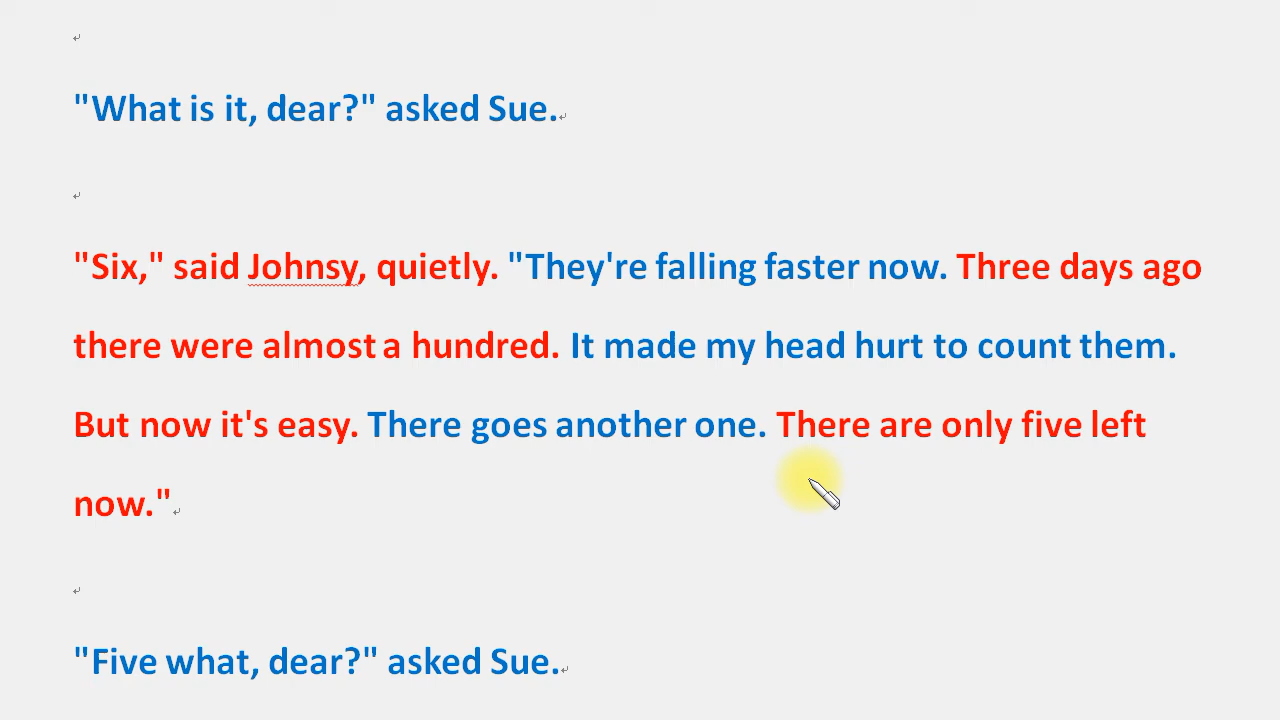 "What is it, dear?" asked Sue.
"Six," said Johnsy, quietly. "They're falling faster now. Three days ago
there were almost a hundred. It made my head hurt to count them.
But now it's easy. There goes another one. There are only five left
now."
"Five what, dear?" asked Sue.